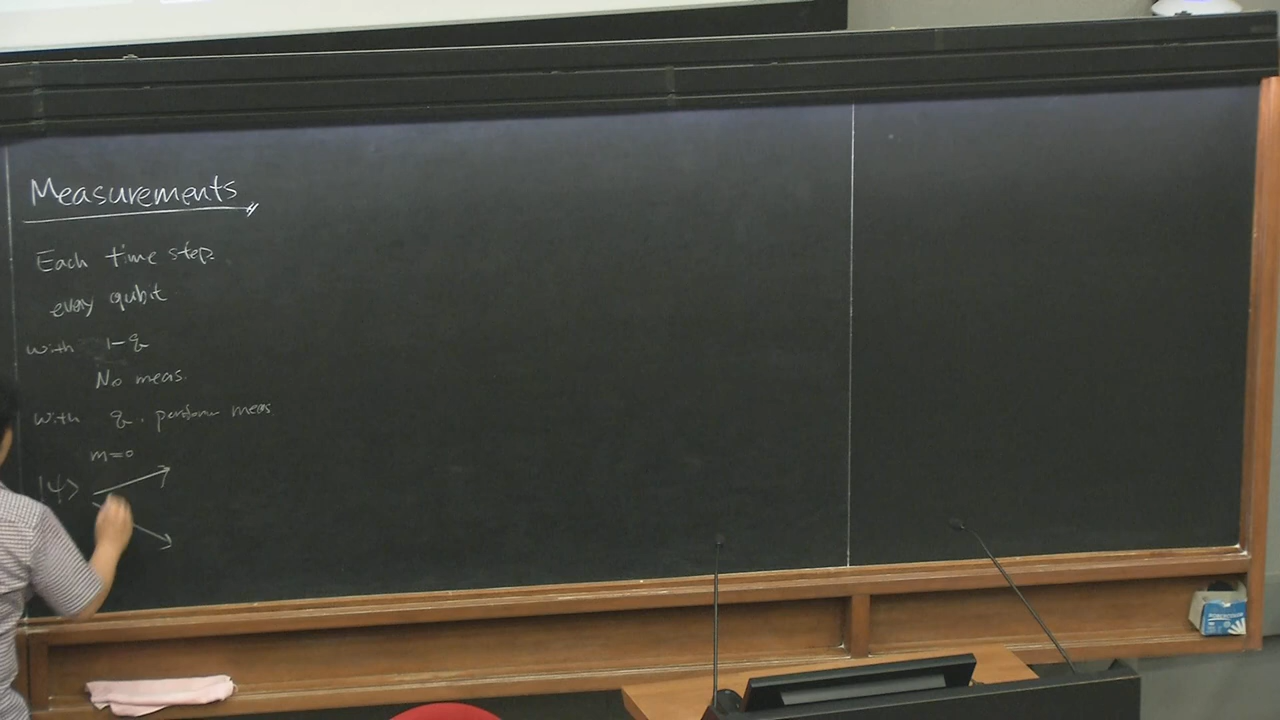 Measurements
Each time step.
every qubit
with 1-q
No meas.
with q. perform meas
m=0
|ψ>